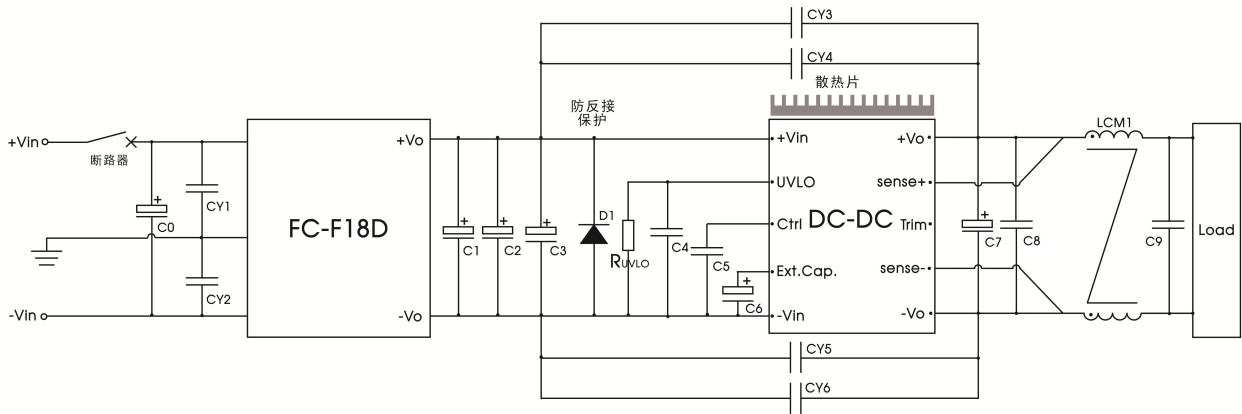 CY3
CY4
散热片
防反接
保护
+Vin
断路器
CY1
C0
CY2
-Vin
+Vo
FC-F18D
-Vo
C1
C2
C3
D1
RUVLO
C4
C5
C6
+Vin
UVLO
Ctrl
Ext.Cap.
-Vin
DC-DC
+Vo
sense+
Trim
sense-
-Vo
C7
C8
LCM1
C9
Load
CY5
CY6